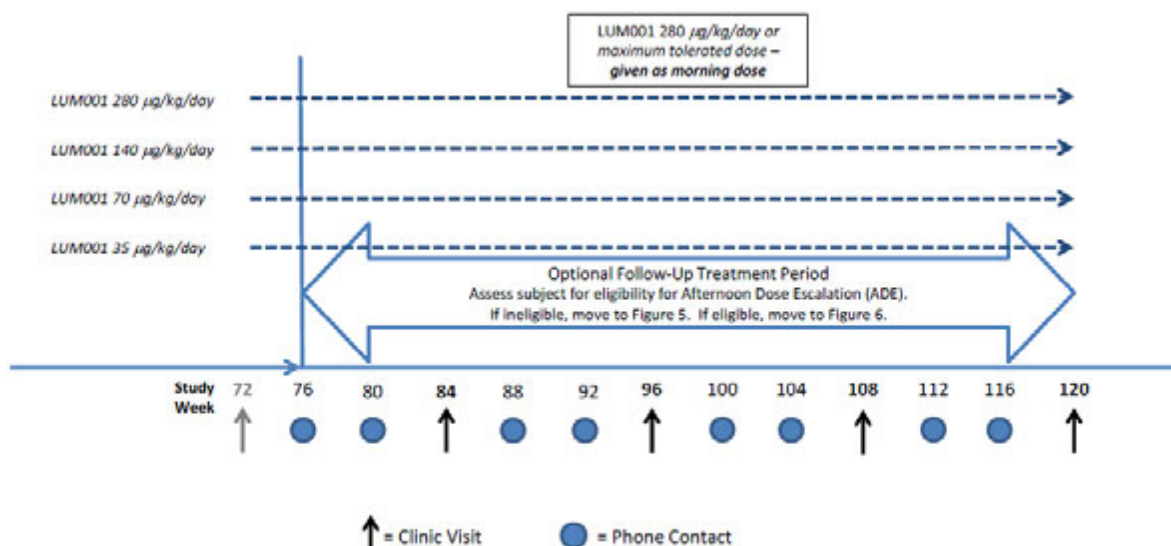 LUM001 280 µg/kg/day or
maximum tolerated dose –
given as morning dose
LUM001 280 µg/kg/day
LUM001 140 µg/kg/day
LUM001 70 µg/kg/day
LUM001 35 µg/kg/day
Optional Follow-Up Treatment Period
Assess subject for eligibility for Afternoon Dose Escalation (ADE).
If ineligible, move to Figure 5. If eligible, move to Figure 6.
Study Week
72 76 80 84 88 92 96 100 104 108 112 116 120
= Clinic Visit
= Phone Contact